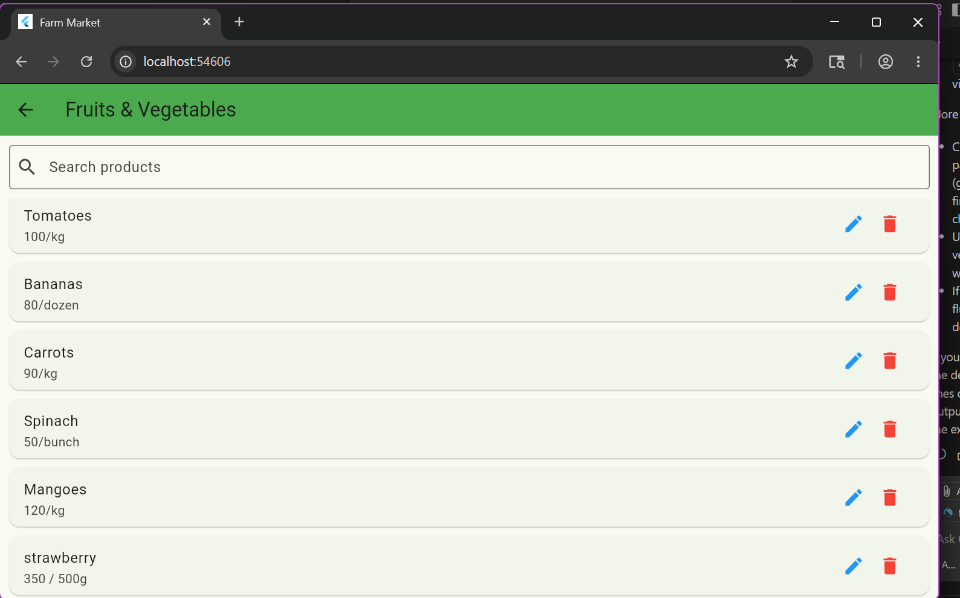 Farm Market
localhost:54606
Fruits & Vegetables
Search products
Tomatoes
100/kg
Bananas
80/dozen
Carrots
90/kg
Spinach
50/bunch
Mangoes
120/kg
strawberry
350 / 500g